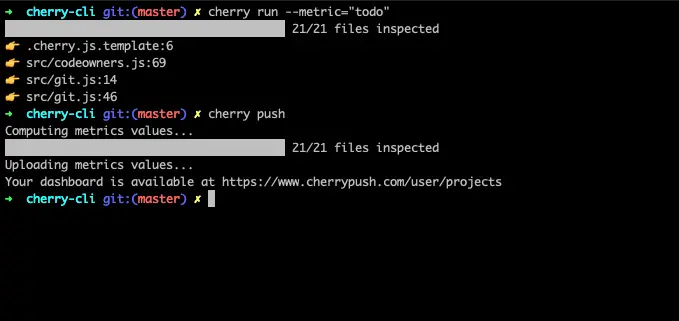 ➜  cherry-cli git:(master) ✗ cherry run --metric="todo"
21/21 files inspected
👉 .cherry.js.template:6
👉 src/codeowners.js:69
👉 src/git.js:14
👉 src/git.js:46
➜  cherry-cli git:(master) ✗ cherry push
Computing metrics values...
21/21 files inspected
Uploading metrics values...
Your dashboard is available at https://www.cherrypush.com/user/projects
➜  cherry-cli git:(master) ✗